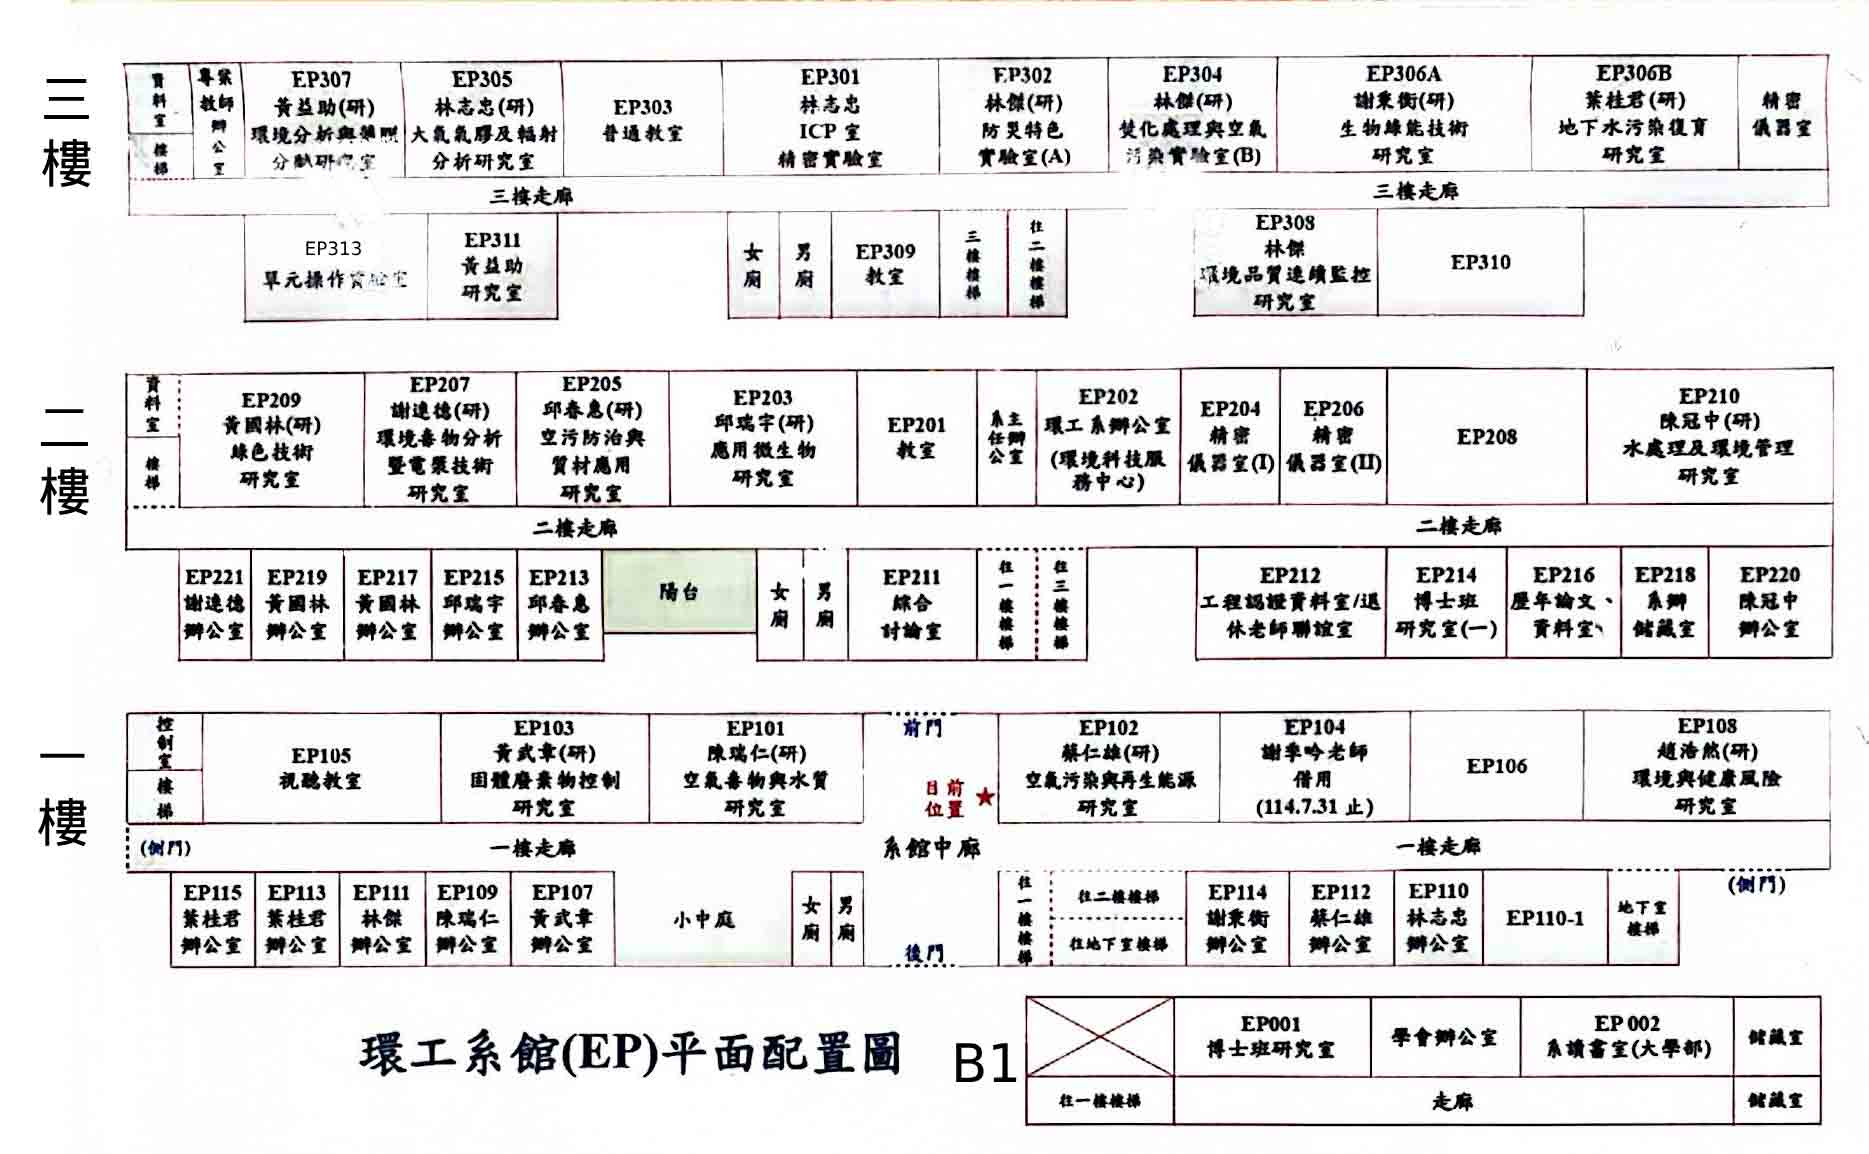 三樓
資料室
樓梯
專案教師辦公室
EP307
黃益助(研)
環境分析與
EP305
林志忠(研)
大氣氣膠及輻射
分析研究室
EP303
普通教室
EP301
林志忠
ICP 室
精密實驗室
EP302
林傑(研)
防災特色
實驗室(A)
EP304
林傑(研)
焚化處理與空氣
污染實驗室(B)
EP306A
謝秉衡(研)
生物綠能技術
研究室
EP306B
葉桂君(研)
地下水污染復育
研究室
精密
儀器室
三樓走廊
三樓走廊
EP313
單元操作實驗室
EP311
黃益助
研究室
女廁
男廁
EP309
教室
三樓樓梯
往二樓樓梯
EP308
林傑
環境品質連續監控
研究室
EP310
二樓
資料室
樓梯
EP209
黃國林(研)
綠色技術
研究室
EP207
謝連德(研)
環境毒物分析
暨電漿技術
研究室
EP205
邱春惠(研)
空污防治與
質材應用
研究室
EP203
邱瑞宇(研)
應用微生物
研究室
EP201
教室
系主任辦公室
EP202
環工系辦公室
(環境科技服
務中心)
EP204
精密
儀器室(I)
EP206
精密
儀器室(II)
EP208
EP210
陳冠中(研)
水處理及環境管理
研究室
二樓走廊
二樓走廊
EP221
謝連德
辦公室
EP219
黃國林
辦公室
EP217
黃國林
辦公室
EP215
邱瑞宇
辦公室
EP213
邱春惠
辦公室
陽台
女廁
男廁
EP211
綜合
討論室
往一樓樓梯
往三樓樓梯
EP212
工程認證資料室/退
休老師聯誼室
EP214
博士班
研究室(一)
EP216
歷年論文、
資料室
EP218
系辦
儲藏室
EP220
陳冠中
辦公室
一樓
控制室
樓梯
EP105
視聽教室
EP103
黃武章(研)
固體廢棄物控制
研究室
EP101
陳瑞仁(研)
空氣毒物與水質
研究室
前門
目前
位置 ★
EP102
蔡仁雄(研)
空氣污染與再生能源
研究室
EP104
謝季吟老師
借用
(114.7.31 止)
EP106
EP108
趙浩然(研)
環境與健康風險
研究室
(側門)
一樓走廊
系館中廊
一樓走廊
(側門)
EP115
葉桂君
辦公室
EP113
葉桂君
辦公室
EP111
林傑
辦公室
EP109
陳瑞仁
辦公室
EP107
黃武章
辦公室
小中庭
女廁
男廁
後門
往一樓樓梯
往二樓樓梯
往地下室樓梯
EP114
謝秉衡
辦公室
EP112
蔡仁雄
辦公室
EP110
林志忠
辦公室
EP110-1
地下室
樓梯
環工系館(EP)平面配置圖
B1
EP001
博士班研究室
學會辦公室
EP 002
系讀書室(大學部)
儲藏室
往一樓樓梯
走廊
儲藏室